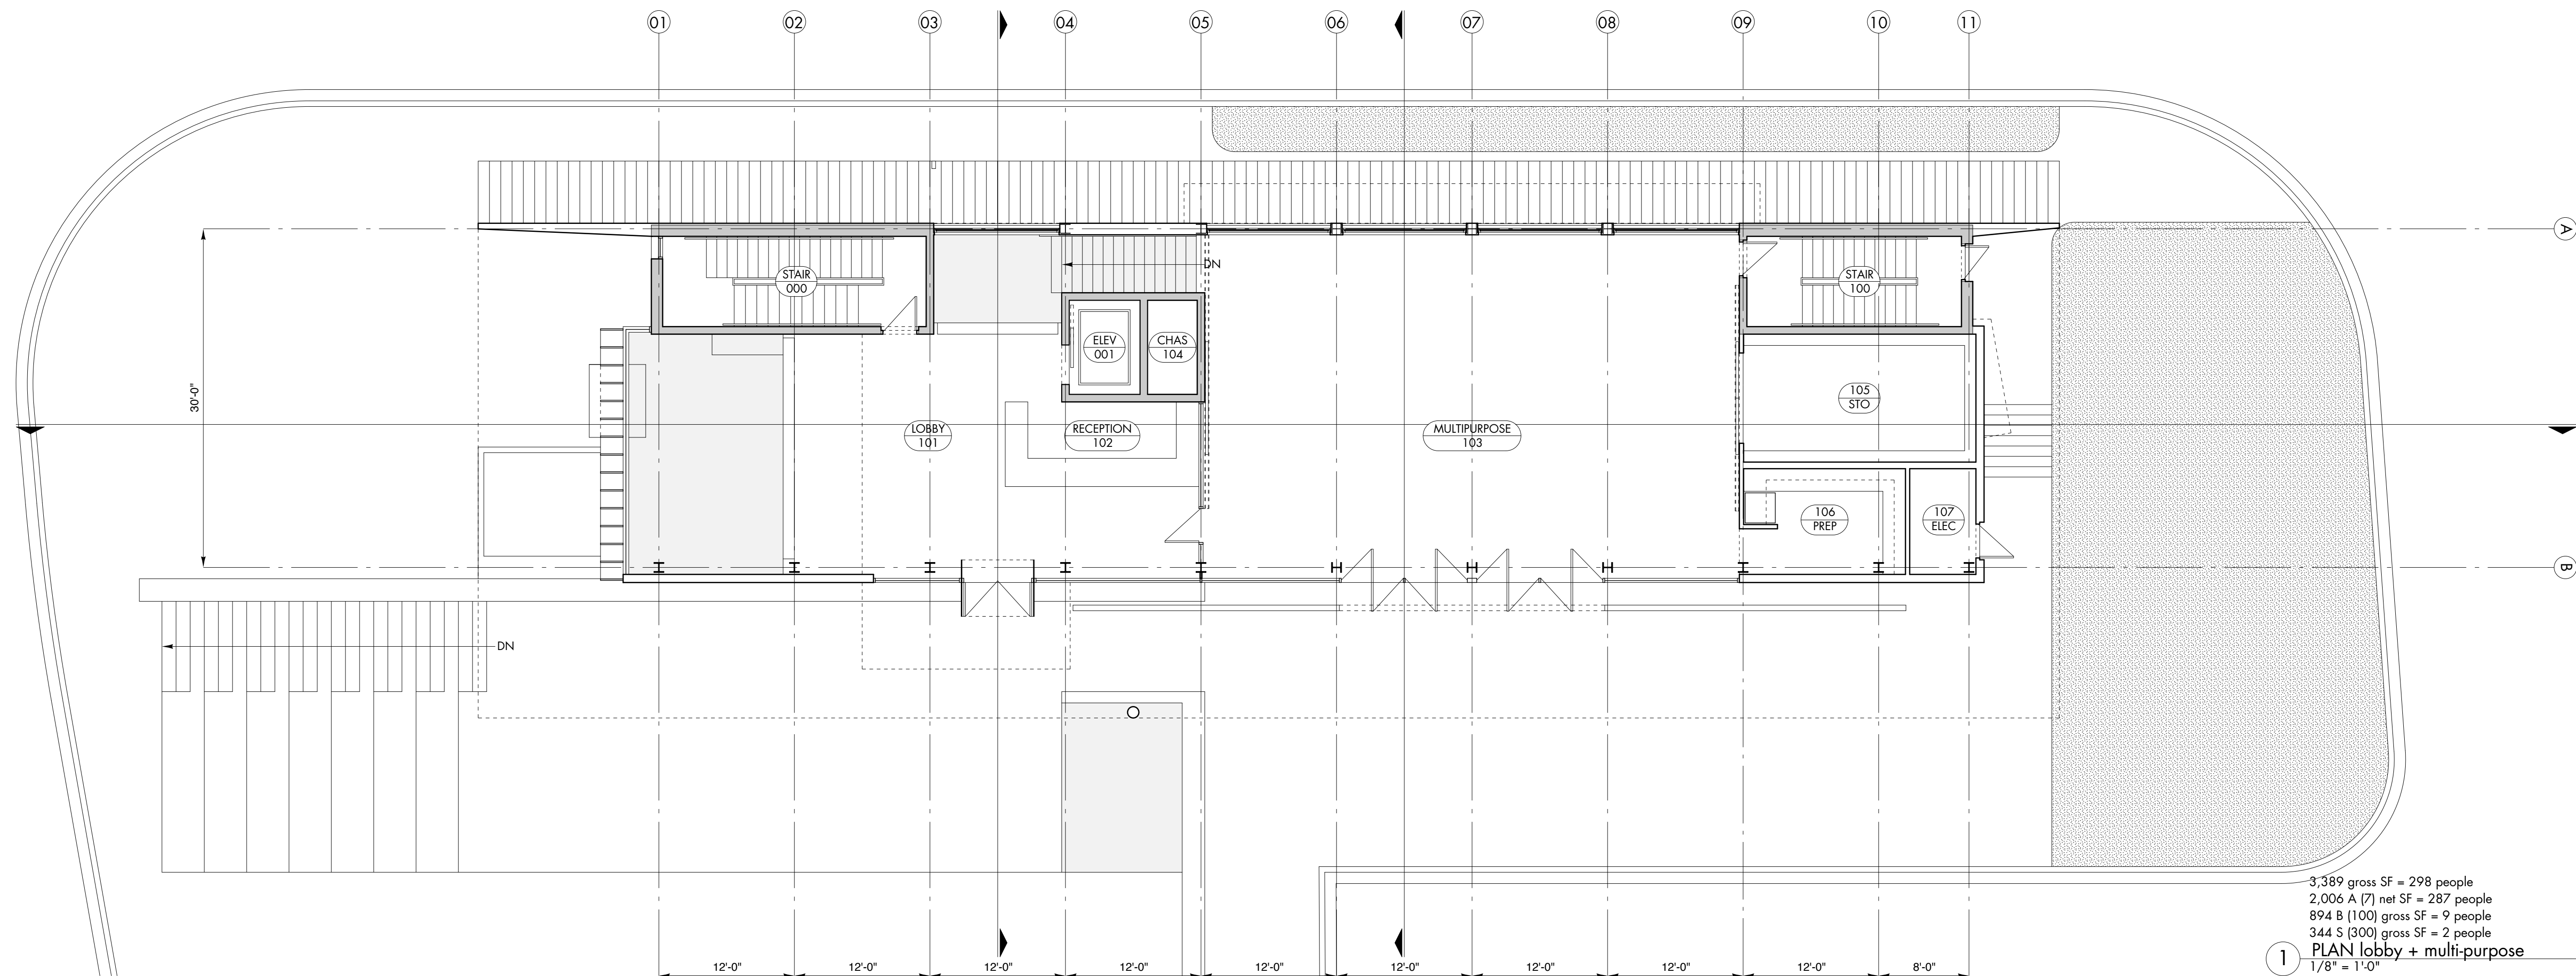 01 02 03 04 05 06 07 08 09 10 11
A
30'-0"
DN
STAIR
000
STAIR
100
ELEV
001
CHAS
104
105
STO
LOBBY
101
RECEPTION
102
MULTIPURPOSE
103
106
PREP
107
ELEC
B
DN
3,389 gross SF = 298 people
2,006 A (7) net SF = 287 people
894 B (100) gross SF = 9 people
344 S (300) gross SF = 2 people
1 PLAN lobby + multi-purpose
1/8" = 1'-0"
12'-0" 12'-0" 12'-0" 12'-0" 12'-0" 12'-0" 12'-0" 12'-0" 12'-0" 8'-0"